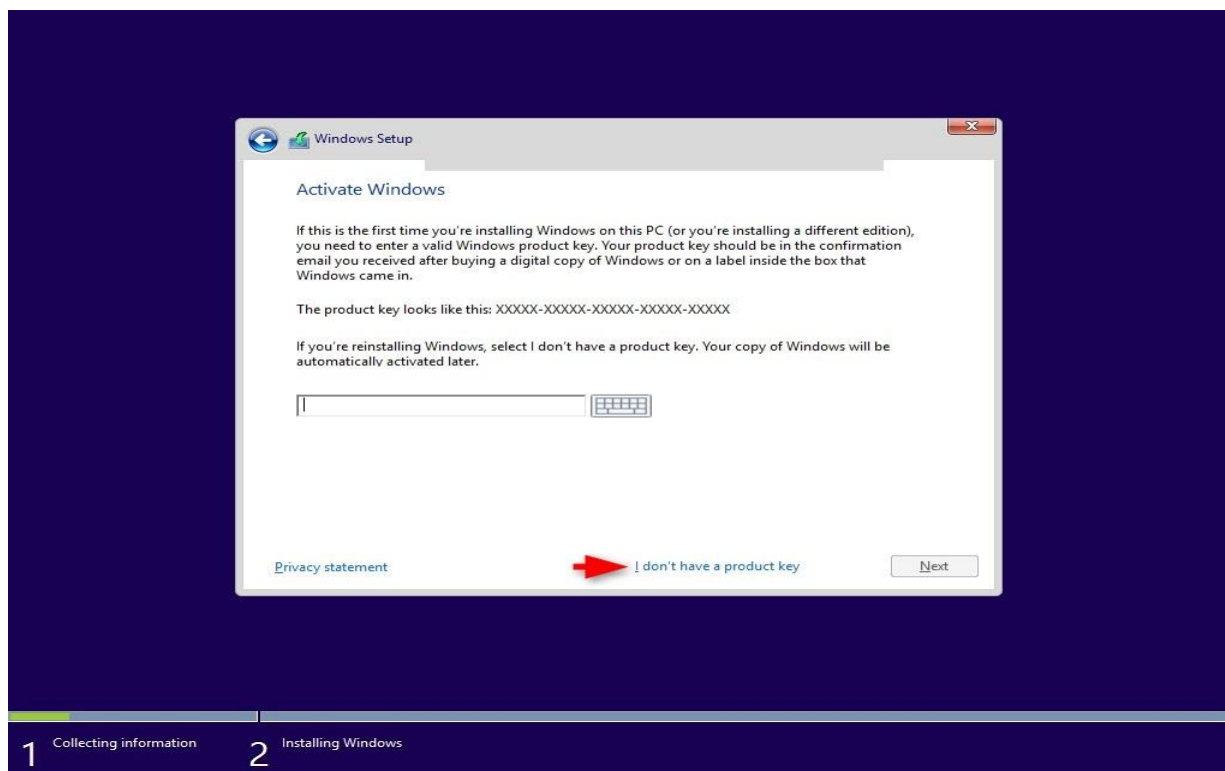 Windows Setup
Activate Windows
If this is the first time you're installing Windows on this PC (or you're installing a different edition),
you need to enter a valid Windows product key. Your product key should be in the confirmation
email you received after buying a digital copy of Windows or on a label inside the box that
Windows came in.
The product key looks like this: XXXXX-XXXXX-XXXXX-XXXXX-XXXXX
If you're reinstalling Windows, select I don't have a product key. Your copy of Windows will be
automatically activated later.
Privacy statement
I don't have a product key
Next
1 Collecting information
2 Installing Windows